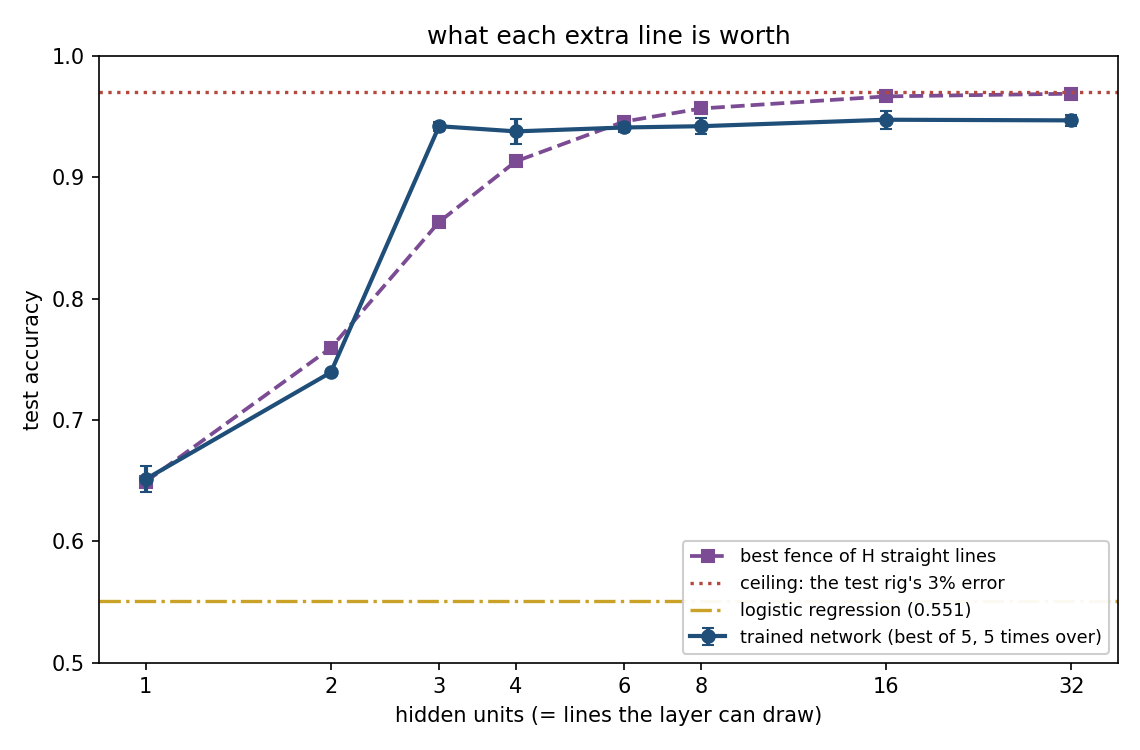 what each extra line is worth
1.0
0.9
0.8
0.7
0.6
0.5
test accuracy
best fence of H straight lines
ceiling: the test rig's 3% error
logistic regression (0.551)
trained network (best of 5, 5 times over)
1 2 3 4 6 8 16 32
hidden units (= lines the layer can draw)